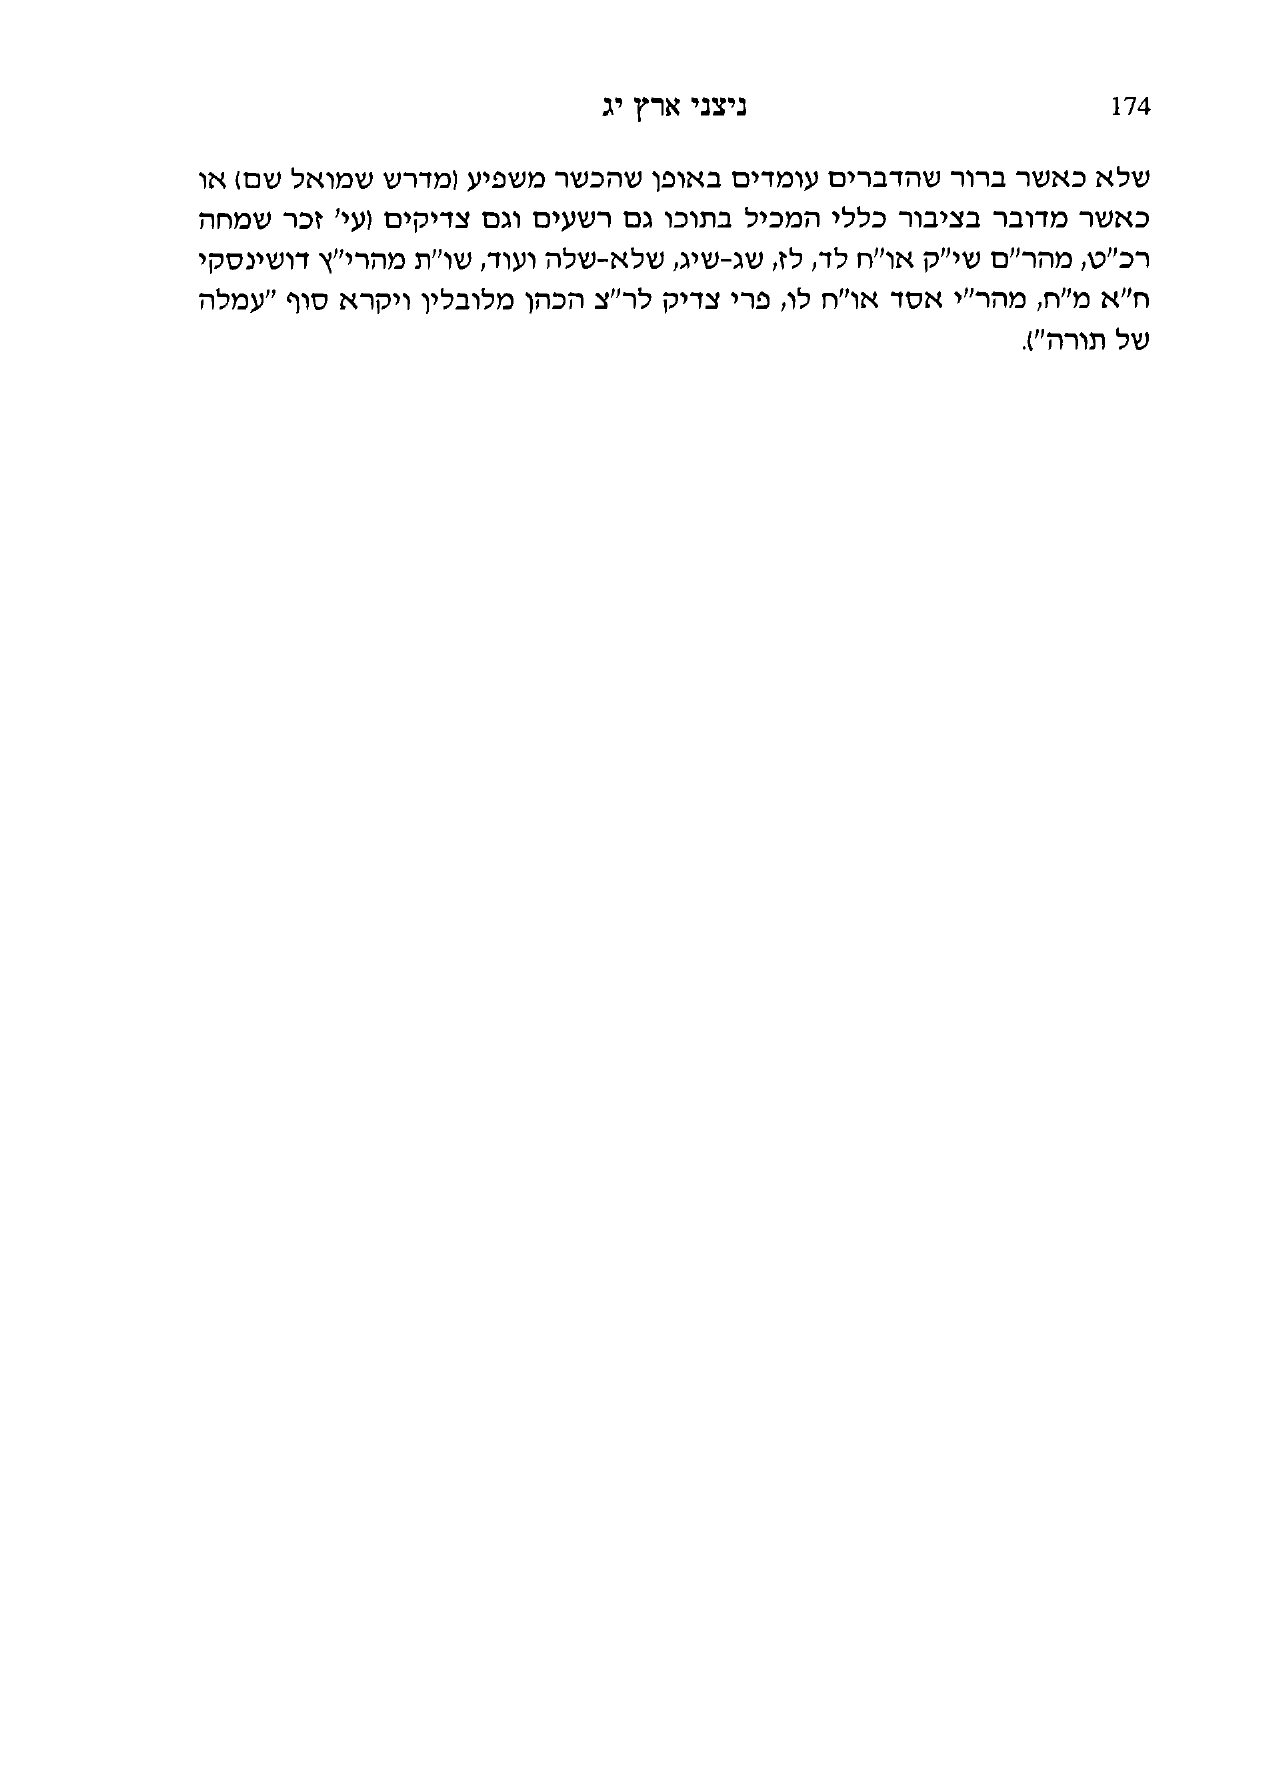 174 ניצני ארץ יג
שלא כאשר ברור שהדברים עומדים באופן שהכשר משפיע (מדרש שמואל שם) או
כאשר מדובר בציבור כללי המכיל בתוכו גם רשעים וגם צדיקים (עי' זכר שמחה
רכ"ט, מהר"ם שי"ק או"ח לד, לז, שג-שיג, שלא-שלה ועוד, שו"ת מהרי"ץ דושינסקי
ח"א מ"ח, מהר"י אסד או"ח לו, פרי צדיק לר"צ הכהן מלובלין ויקרא סוף "עמלה
של תורה").